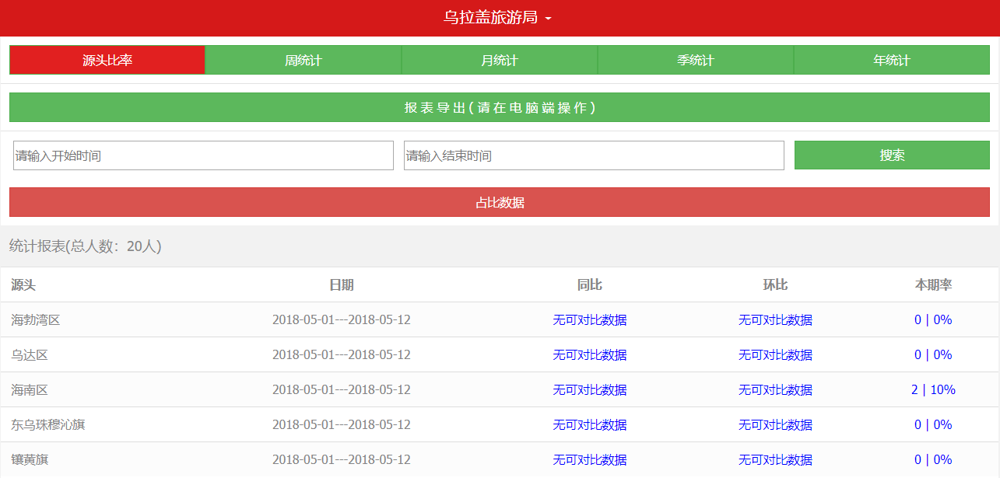 乌拉盖旅游局
源头比率 周统计 月统计 季统计 年统计
报表导出(请在电脑端操作)
请输入开始时间 请输入结束时间 搜索
占比数据
统计报表(总人数：20人)
源头 日期 同比 环比 本期率
海勃湾区 2018-05-01---2018-05-12 无可对比数据 无可对比数据 0 | 0%
乌达区 2018-05-01---2018-05-12 无可对比数据 无可对比数据 0 | 0%
海南区 2018-05-01---2018-05-12 无可对比数据 无可对比数据 2 | 10%
东乌珠穆沁旗 2018-05-01---2018-05-12 无可对比数据 无可对比数据 0 | 0%
镶黄旗 2018-05-01---2018-05-12 无可对比数据 无可对比数据 0 | 0%